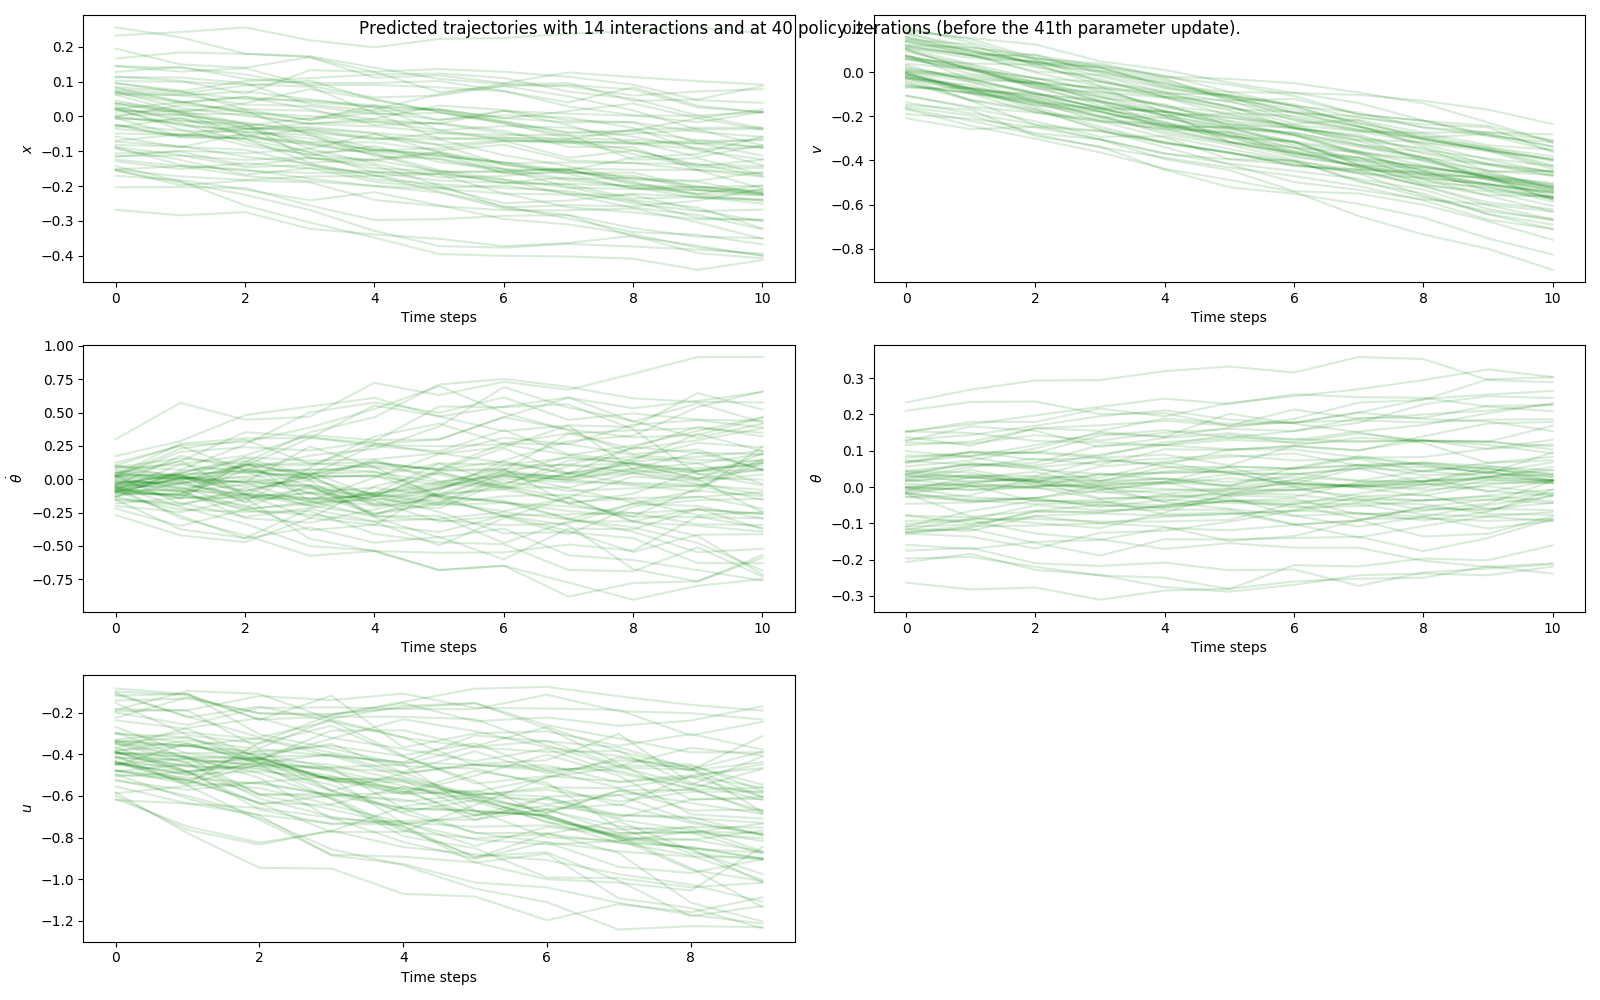 Predicted trajectories with 14 interactions and at 40 policy iterations (before the 41th parameter update).
0.2
0.1
0.0
−0.1
−0.2
−0.3
−0.4
x
0 2 4 6 8 10
Time steps
0.2
0.0
−0.2
−0.4
−0.6
−0.8
v
0 2 4 6 8 10
Time steps
1.00
0.75
0.50
0.25
0.00
−0.25
−0.50
−0.75
θ̇
0 2 4 6 8 10
Time steps
0.3
0.2
0.1
0.0
−0.1
−0.2
−0.3
θ
0 2 4 6 8 10
Time steps
−0.2
−0.4
−0.6
−0.8
−1.0
−1.2
u
0 2 4 6 8
Time steps